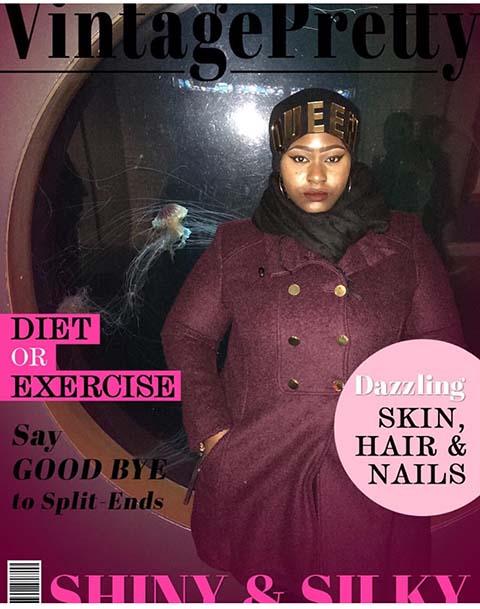 VintagePretty
QUEEN
DIET
OR
EXERCISE
Say
GOOD BYE
to Split-Ends
Dazzling
SKIN,
HAIR &
NAILS
SHINY & SILKY